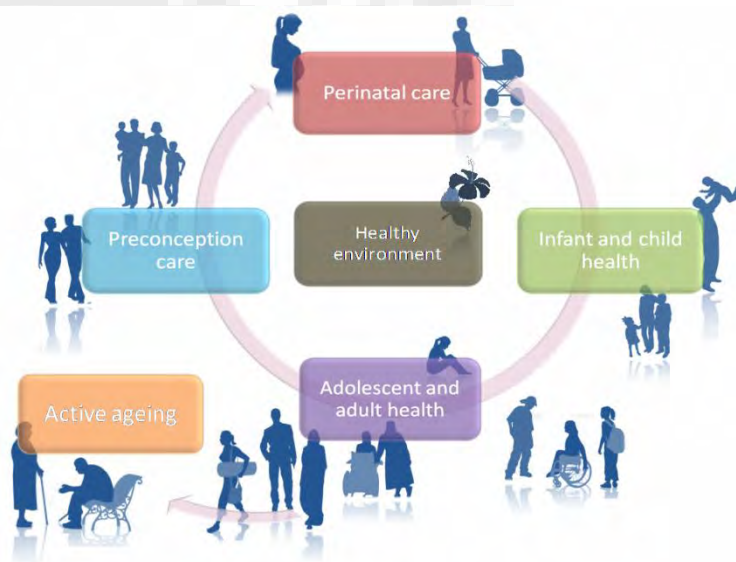 Perinatal care
Preconception
care
Healthy
environment
Infant and child
health
Adolescent and
adult health
Active ageing